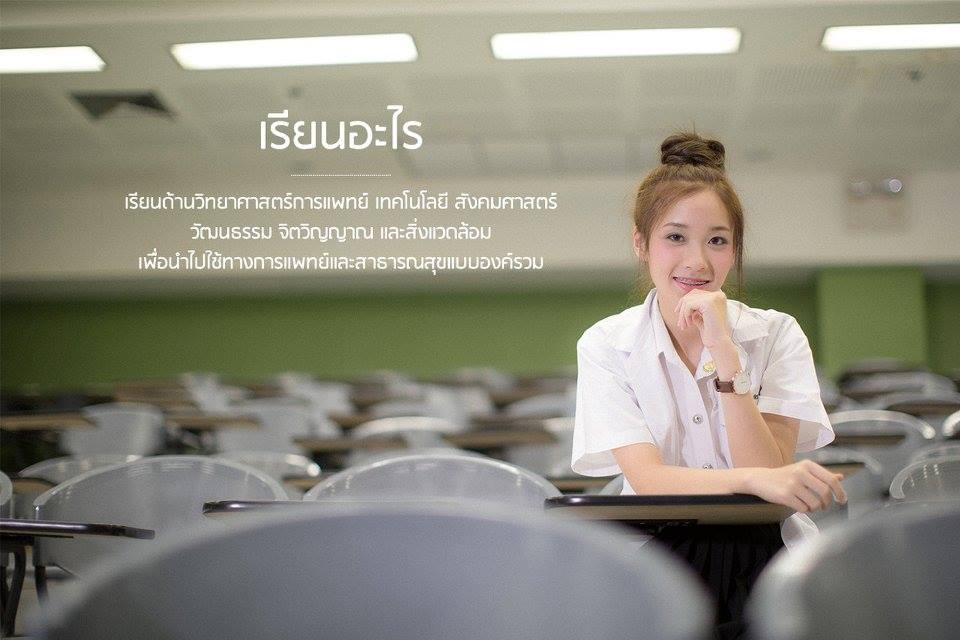 เรียนอะไร
เรียนด้านวิทยาศาสตร์การแพทย์ เทคโนโลยี สังคมศาสตร์
วัฒนธรรม จิตวิญญาณ และสิ่งแวดล้อม
เพื่อนำไปใช้ทางการแพทย์และสาธารณสุขแบบองค์รวม